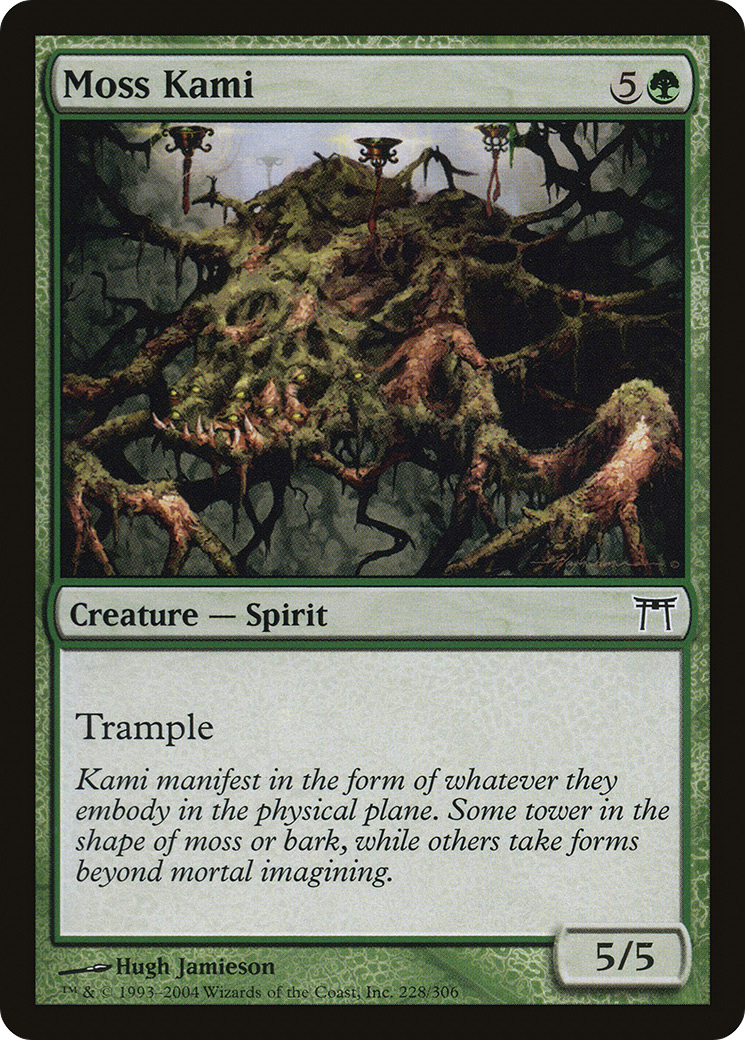 Moss Kami 5
Creature — Spirit
Trample
Kami manifest in the form of whatever they
embody in the physical plane. Some tower in the
shape of moss or bark, while others take forms
beyond mortal imagining.
5/5
Hugh Jamieson
™ & © 1993–2004 Wizards of the Coast, Inc. 228/306